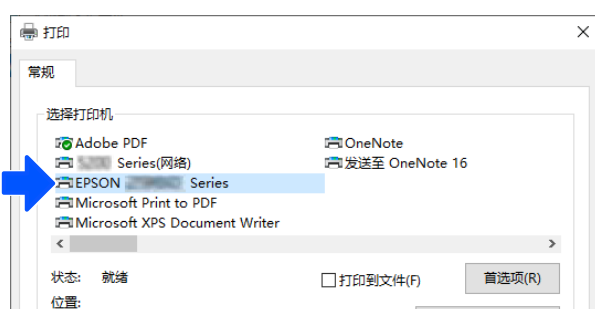 打印
常规
选择打印机
Adobe PDF
OneNote
Series(网络)
发送至 OneNote 16
EPSON Series
Microsoft Print to PDF
Microsoft XPS Document Writer
状态: 就绪
打印到文件(F)
首选项(R)
位置: